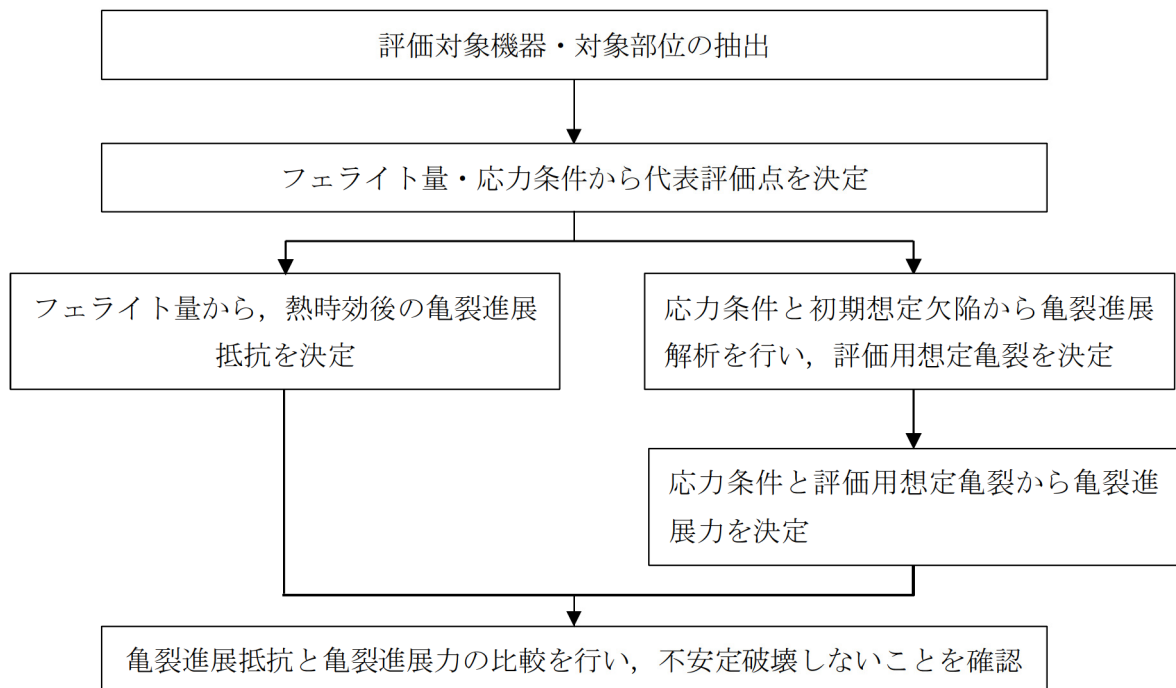 評価対象機器・対象部位の抽出
フェライト量・応力条件から代表評価点を決定
フェライト量から，熱時効後の亀裂進展
抵抗を決定
応力条件と初期想定欠陥から亀裂進展
解析を行い，評価用想定亀裂を決定
応力条件と評価用想定亀裂から亀裂進
展力を決定
亀裂進展抵抗と亀裂進展力の比較を行い，不安定破壊しないことを確認